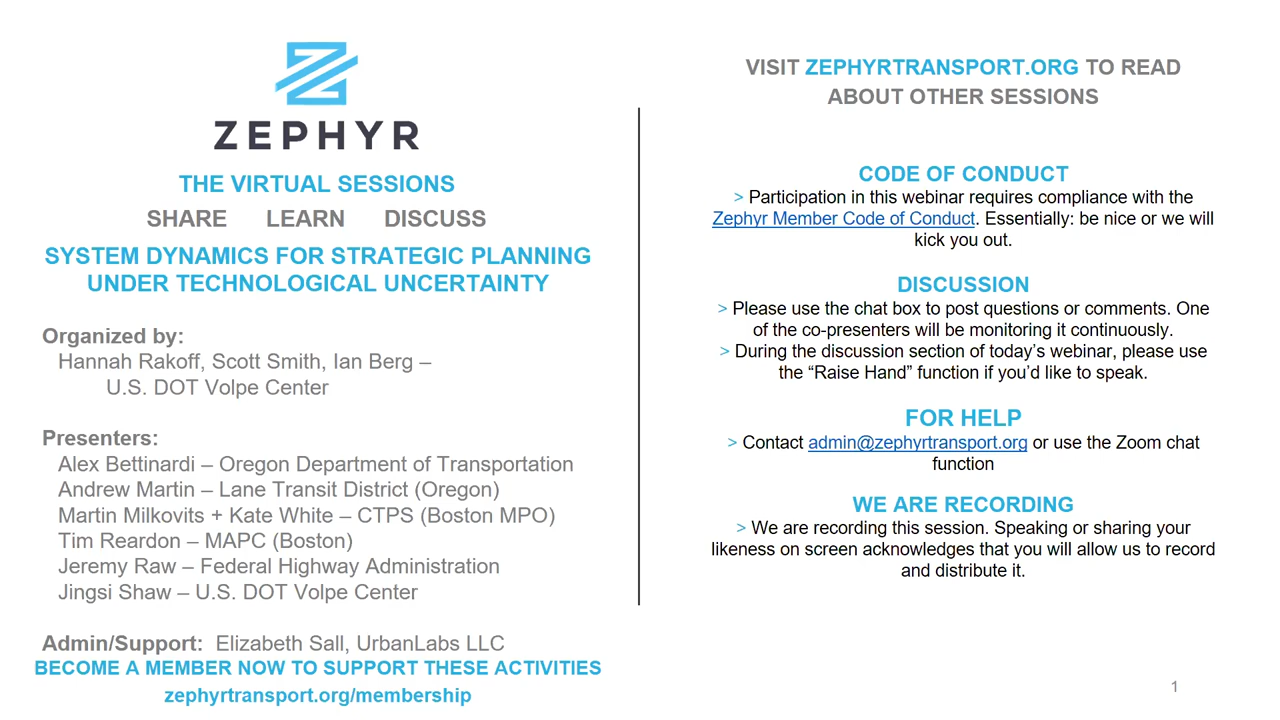 ZEPHYR
THE VIRTUAL SESSIONS
SHARE LEARN DISCUSS
SYSTEM DYNAMICS FOR STRATEGIC PLANNING
UNDER TECHNOLOGICAL UNCERTAINTY
Organized by:
Hannah Rakoff, Scott Smith, Ian Berg –
U.S. DOT Volpe Center
Presenters:
Alex Bettinardi – Oregon Department of Transportation
Andrew Martin – Lane Transit District (Oregon)
Martin Milkovits + Kate White – CTPS (Boston MPO)
Tim Reardon – MAPC (Boston)
Jeremy Raw – Federal Highway Administration
Jingsi Shaw – U.S. DOT Volpe Center
Admin/Support: Elizabeth Sall, UrbanLabs LLC
BECOME A MEMBER NOW TO SUPPORT THESE ACTIVITIES
zephyrtransport.org/membership
VISIT ZEPHYRTRANSPORT.ORG TO READ
ABOUT OTHER SESSIONS
CODE OF CONDUCT
> Participation in this webinar requires compliance with the
Zephyr Member Code of Conduct. Essentially: be nice or we will
kick you out.
DISCUSSION
> Please use the chat box to post questions or comments. One
of the co-presenters will be monitoring it continuously.
> During the discussion section of today’s webinar, please use
the “Raise Hand” function if you’d like to speak.
FOR HELP
> Contact admin@zephyrtransport.org or use the Zoom chat
function
WE ARE RECORDING
> We are recording this session. Speaking or sharing your
likeness on screen acknowledges that you will allow us to record
and distribute it.
1